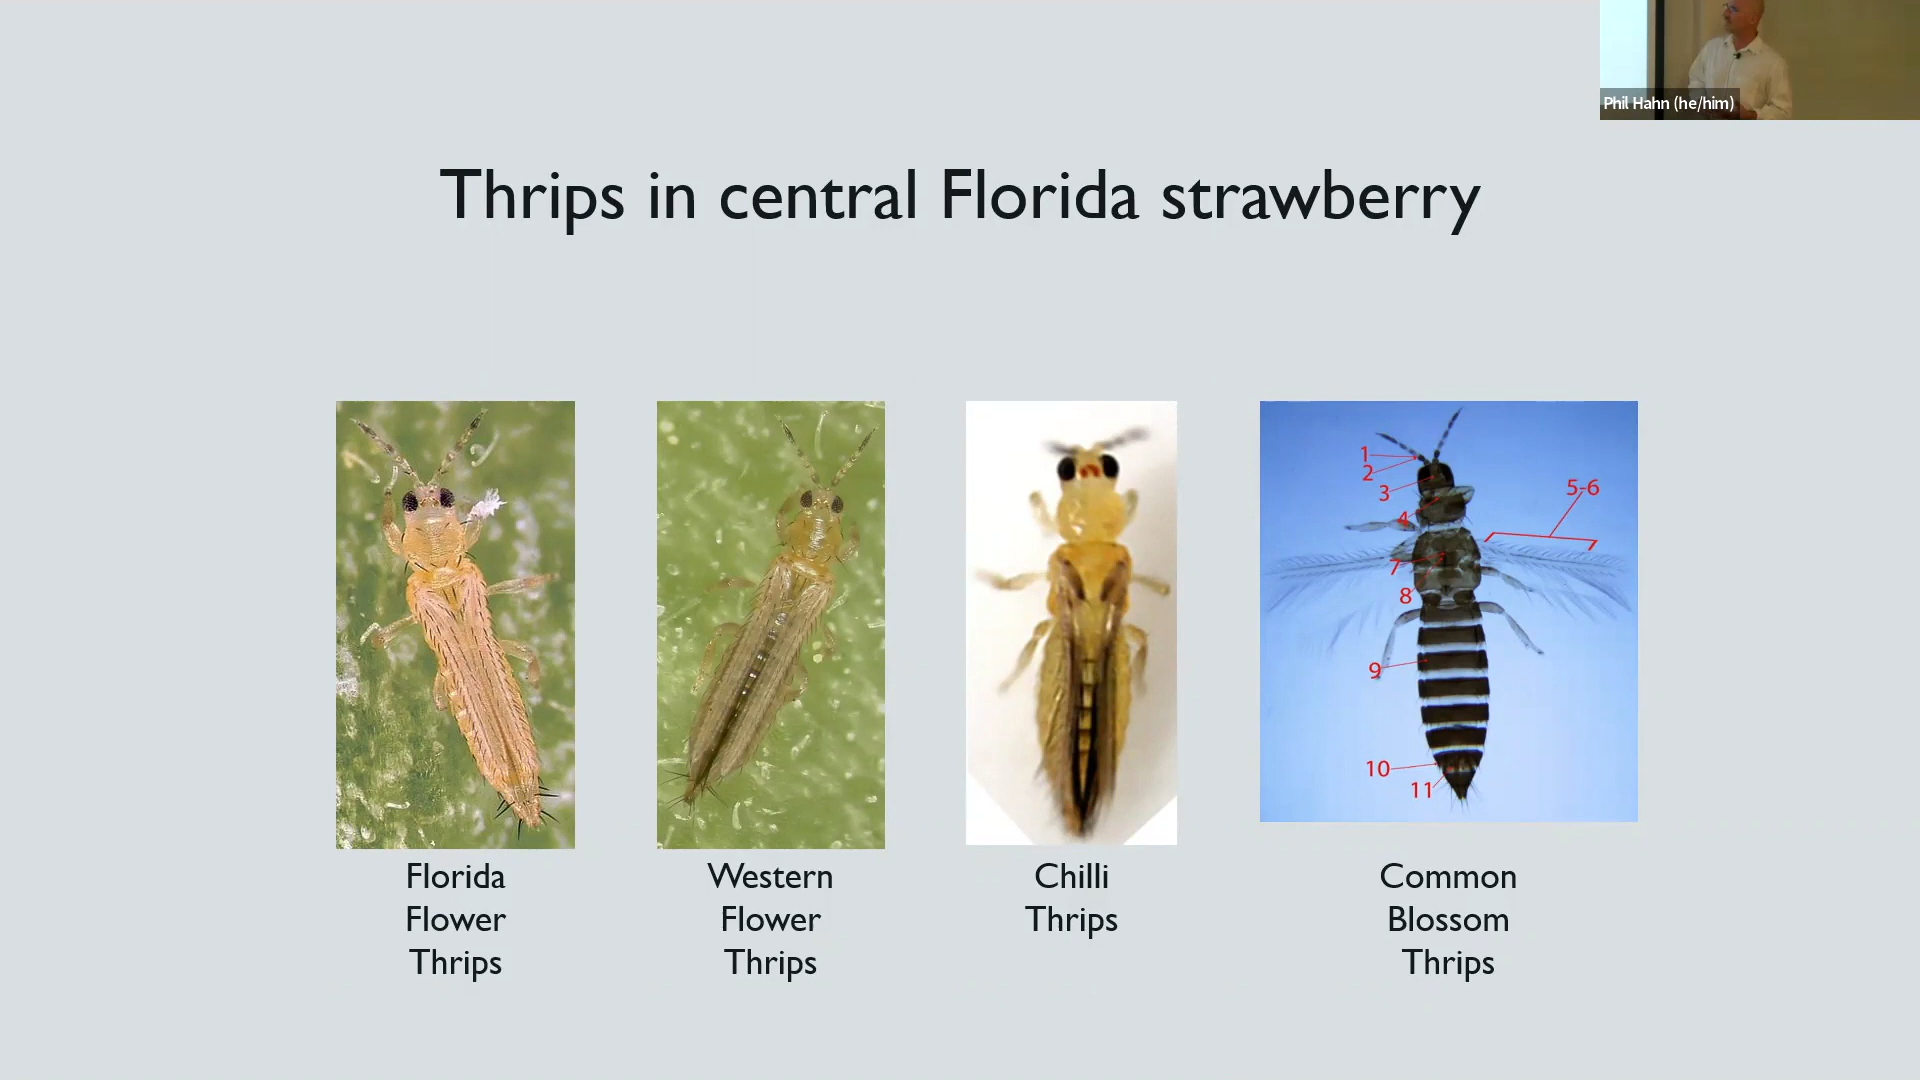 Phil Hahn (he/him)
Thrips in central Florida strawberry
1
2
3
4
5-6
7
8
9
10
11
Florida
Flower
Thrips
Western
Flower
Thrips
Chilli
Thrips
Common
Blossom
Thrips